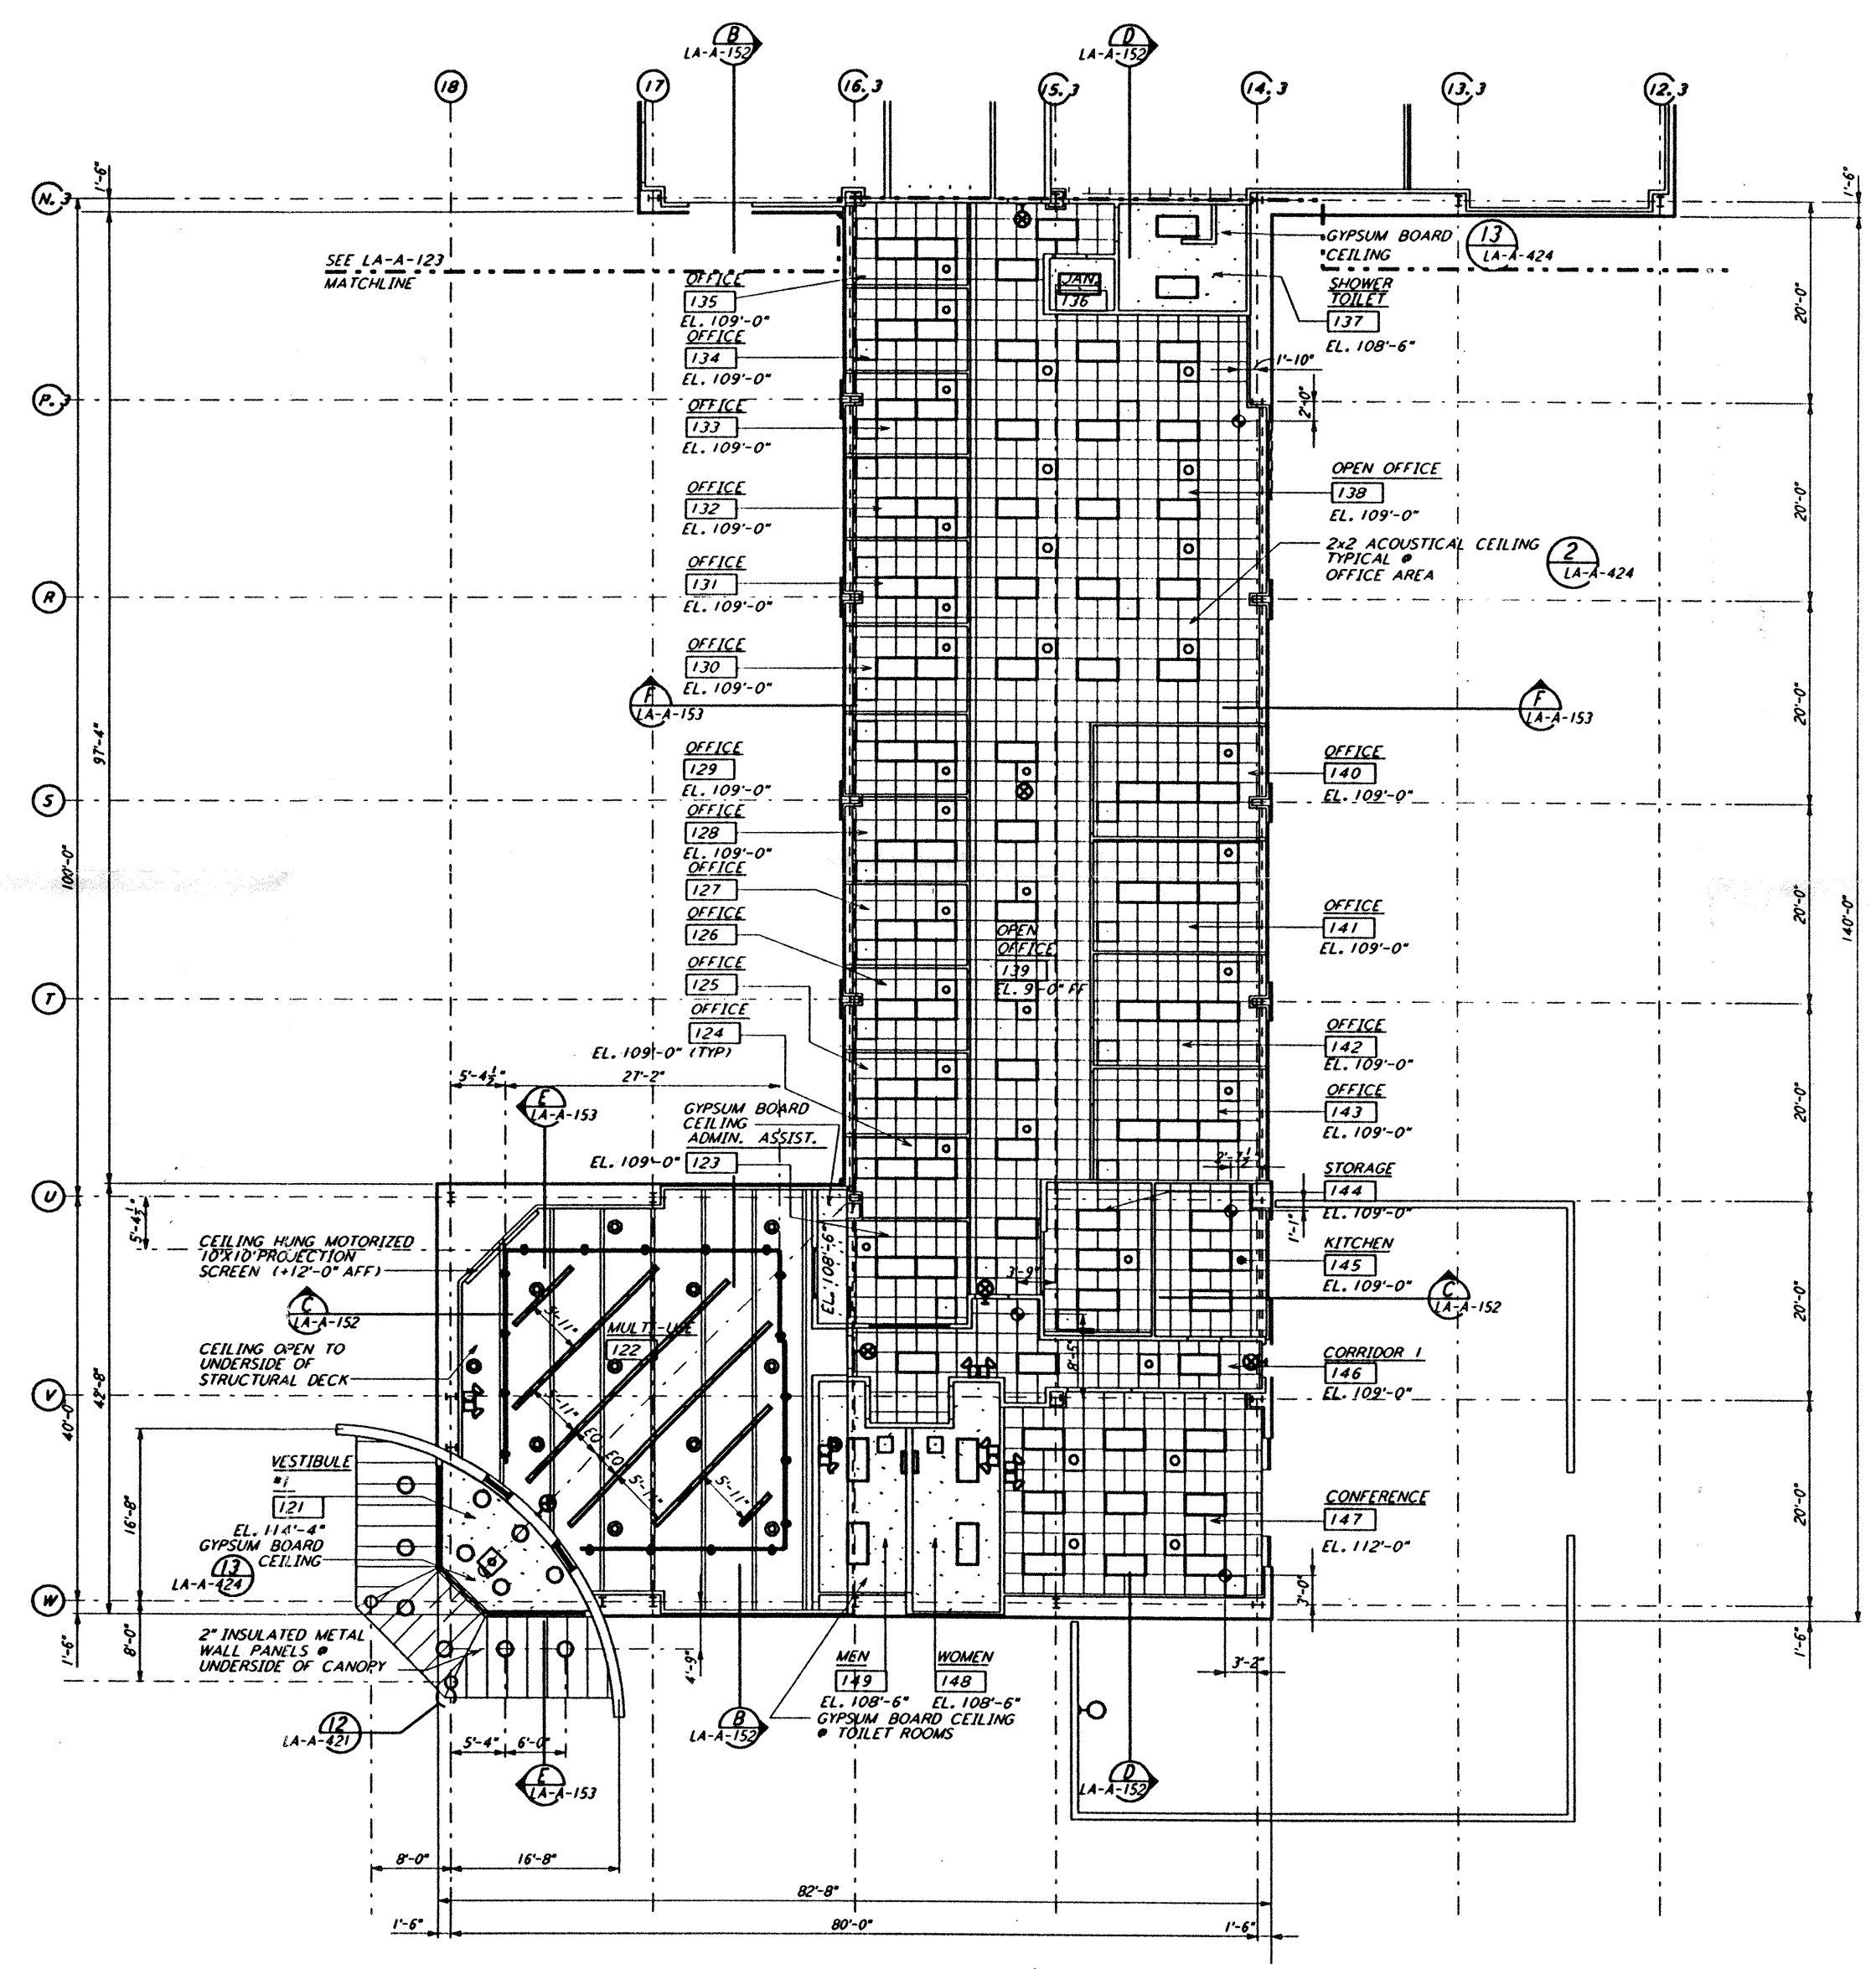 B
LA-A-152
D
LA-A-152
18
17
16.3
15.3
14.3
13.3
12.3
N.3
P.3
R
S
T
U
V
W
1'-6"
1'-6"
SEE LA-A-123
MATCHLINE
OFFICE
135
EL. 109'-0"
OFFICE
134
EL. 109'-0"
OFFICE
133
EL. 109'-0"
OFFICE
132
EL. 109'-0"
OFFICE
131
EL. 109'-0"
OFFICE
130
EL. 109'-0"
F
LA-A-153
OFFICE
129
EL. 109'-0"
OFFICE
128
EL. 109'-0"
OFFICE
127
OFFICE
126
OFFICE
125
OFFICE
124
EL. 109'-0" (TYP)
5'-4½"
27'-2"
E
LA-A-153
GYPSUM BOARD
CEILING
ADMIN. ASSIST.
EL. 109'-0" 123
97'-4"
100'-0"
JAN.
136
GYPSUM BOARD
CEILING
13
LA-A-424
SHOWER
TOILET
137
EL. 108'-6"
1'-10"
2'-0"
OPEN OFFICE
138
EL. 109'-0"
2x2 ACOUSTICAL CEILING
TYPICAL @
OFFICE AREA
2
LA-A-424
F
LA-A-153
OFFICE
140
EL. 109'-0"
OPEN
OFFICE
139
EL. 9'-0" FF
OFFICE
141
EL. 109'-0"
OFFICE
142
EL. 109'-0"
OFFICE
143
EL. 109'-0"
STORAGE
144
EL. 109'-0"
1'-1"
KITCHEN
145
EL. 109'-0"
C
LA-A-152
3'-9"
8'-5"
CORRIDOR 1
146
EL. 109'-0"
CONFERENCE
147
EL. 112'-0"
3'-0"
3'-2"
20'-0"
20'-0"
20'-0"
20'-0"
20'-0"
20'-0"
20'-0"
140'-0"
1'-6"
5'-4½"
CEILING HUNG MOTORIZED
10'X10' PROJECTION
SCREEN (+12'-0" AFF)
C
LA-A-152
CEILING OPEN TO
UNDERSIDE OF
STRUCTURAL DECK
EL. 108'-6"
MULTI-USE
122
5'-11"
5'-11"
EQ
EQ
5'-11"
5'-11"
40'-0"
42'-8"
16'-8"
8'-0"
1'-6"
VESTIBULE
#1
121
EL. 114'-4"
GYPSUM BOARD
CEILING
13
LA-A-424
2" INSULATED METAL
WALL PANELS @
UNDERSIDE OF CANOPY
12
LA-A-421
4'-9"
B
LA-A-152
MEN
149
EL. 108'-6"
WOMEN
148
EL. 108'-6"
GYPSUM BOARD CEILING
@ TOILET ROOMS
5'-4"
6'-0"
E
LA-A-153
D
LA-A-152
8'-0"
16'-8"
82'-8"
1'-6"
80'-0"
1'-6"